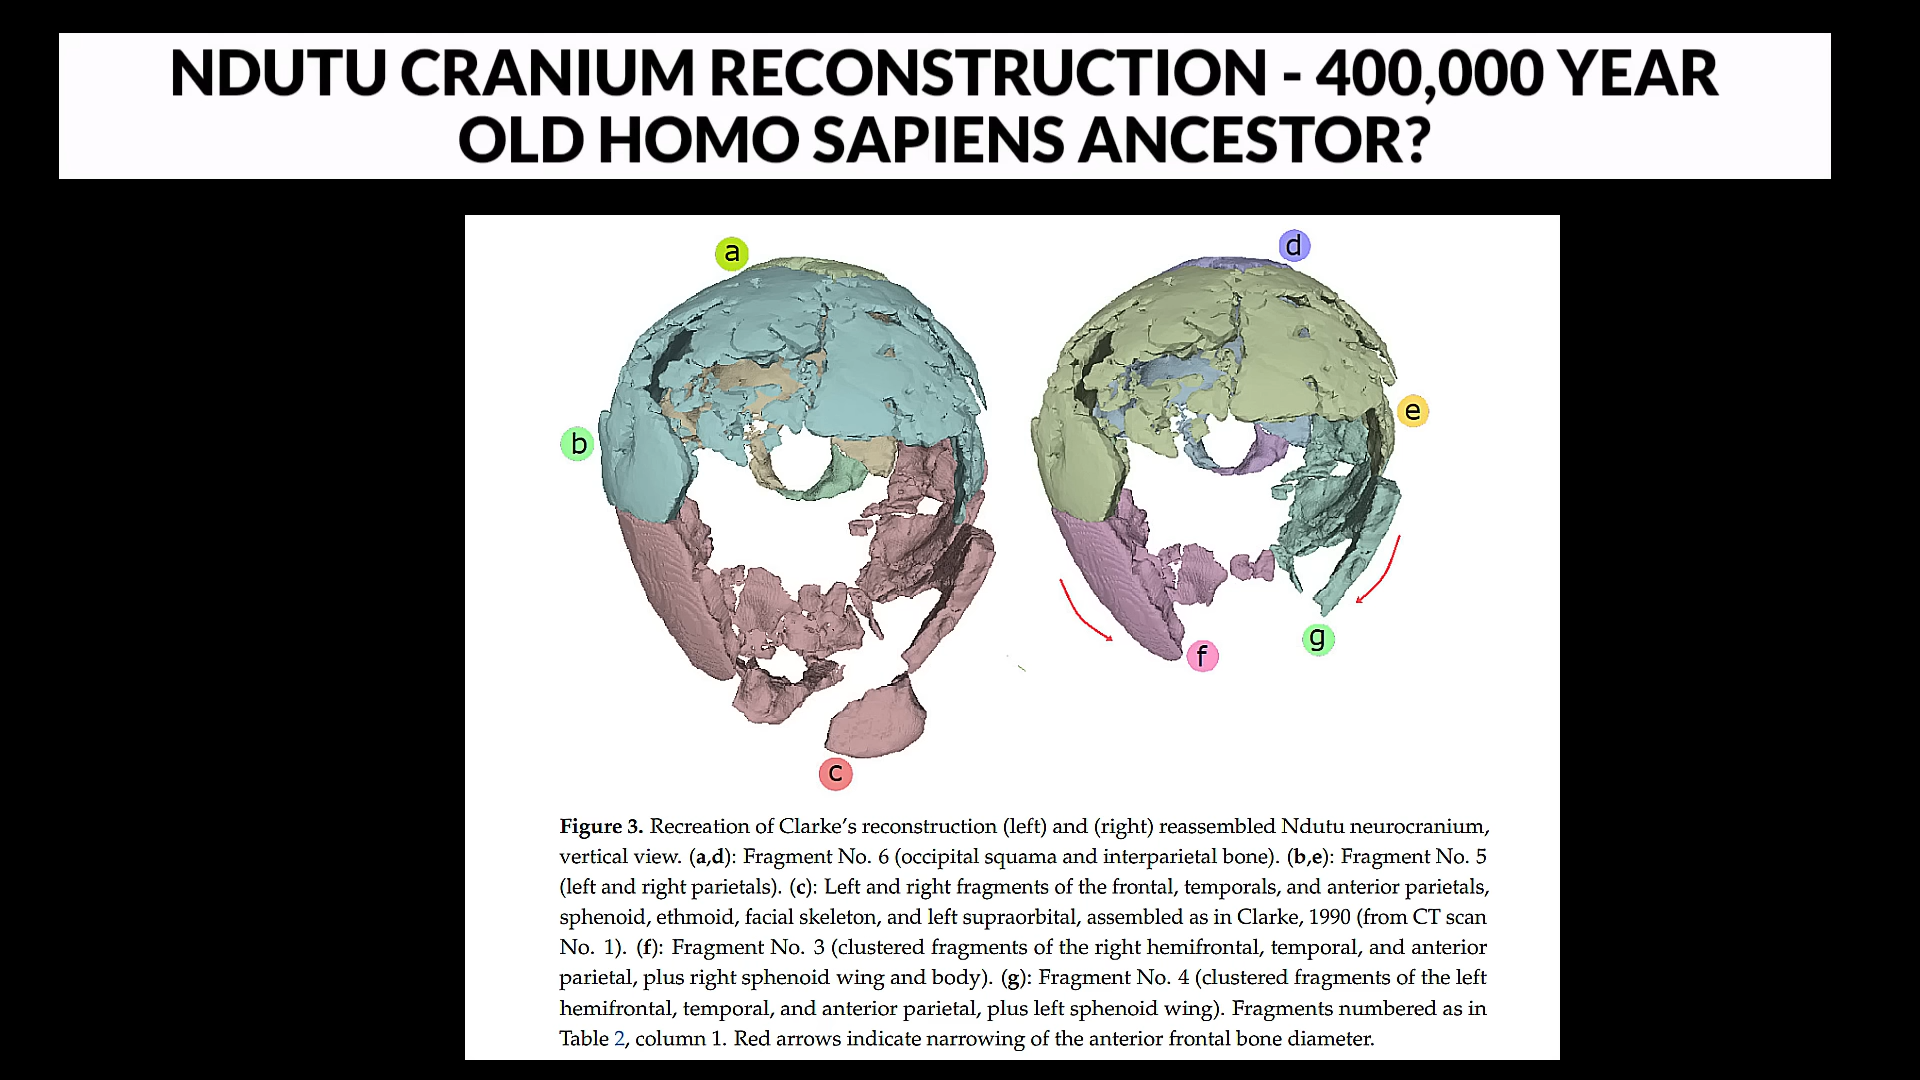 NDUTU CRANIUM RECONSTRUCTION - 400,000 YEAR
OLD HOMO SAPIENS ANCESTOR?
a
d
e
b
g
f
c
Figure 3. Recreation of Clarke’s reconstruction (left) and (right) reassembled Ndutu neurocranium,
vertical view. (a,d): Fragment No. 6 (occipital squama and interparietal bone). (b,e): Fragment No. 5
(left and right parietals). (c): Left and right fragments of the frontal, temporals, and anterior parietals,
sphenoid, ethmoid, facial skeleton, and left supraorbital, assembled as in Clarke, 1990 (from CT scan
No. 1). (f): Fragment No. 3 (clustered fragments of the right hemifrontal, temporal, and anterior
parietal, plus right sphenoid wing and body). (g): Fragment No. 4 (clustered fragments of the left
hemifrontal, temporal, and anterior parietal, plus left sphenoid wing). Fragments numbered as in
Table 2, column 1. Red arrows indicate narrowing of the anterior frontal bone diameter.